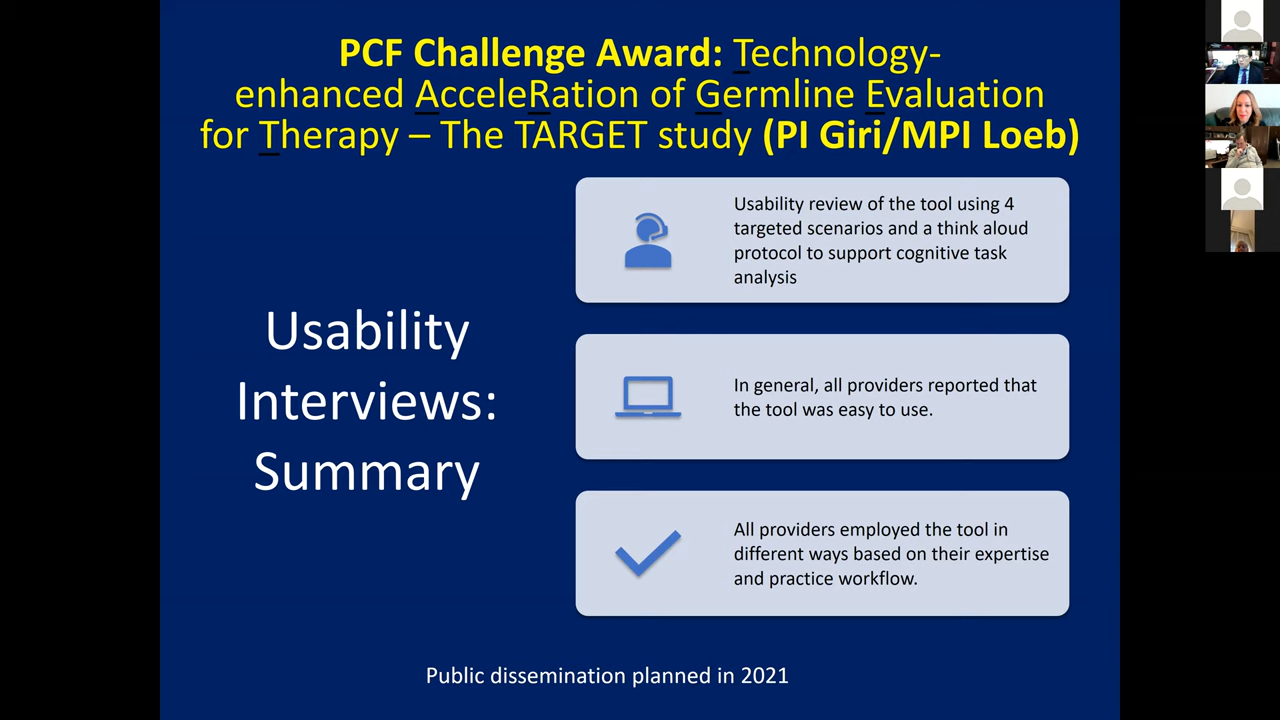 PCF Challenge Award: Technology-
enhanced AcceleRation of Germline Evaluation
for Therapy – The TARGET study (PI Giri/MPI Loeb)
Usability
Interviews:
Summary
Usability review of the tool using 4
targeted scenarios and a think aloud
protocol to support cognitive task
analysis
In general, all providers reported that
the tool was easy to use.
All providers employed the tool in
different ways based on their expertise
and practice workflow.
Public dissemination planned in 2021